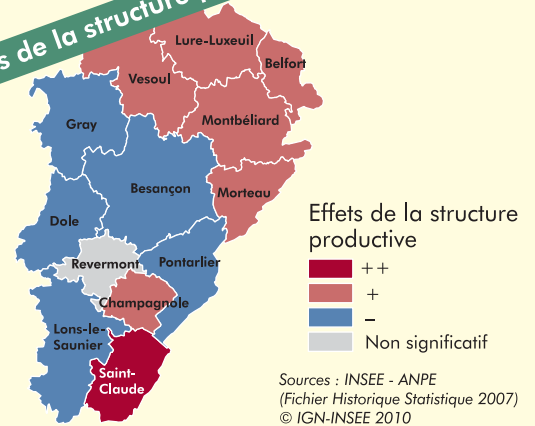 s de la structure
Lure-Luxeuil
Belfort
Vesoul
Montbéliard
Gray
Besançon
Morteau
Dole
Revermont
Pontarlier
Champagnole
Lons-le-
Saunier
Saint-
Claude
Effets de la structure
productive
++
+
–
Non significatif
Sources : INSEE - ANPE
(Fichier Historique Statistique 2007)
© IGN-INSEE 2010